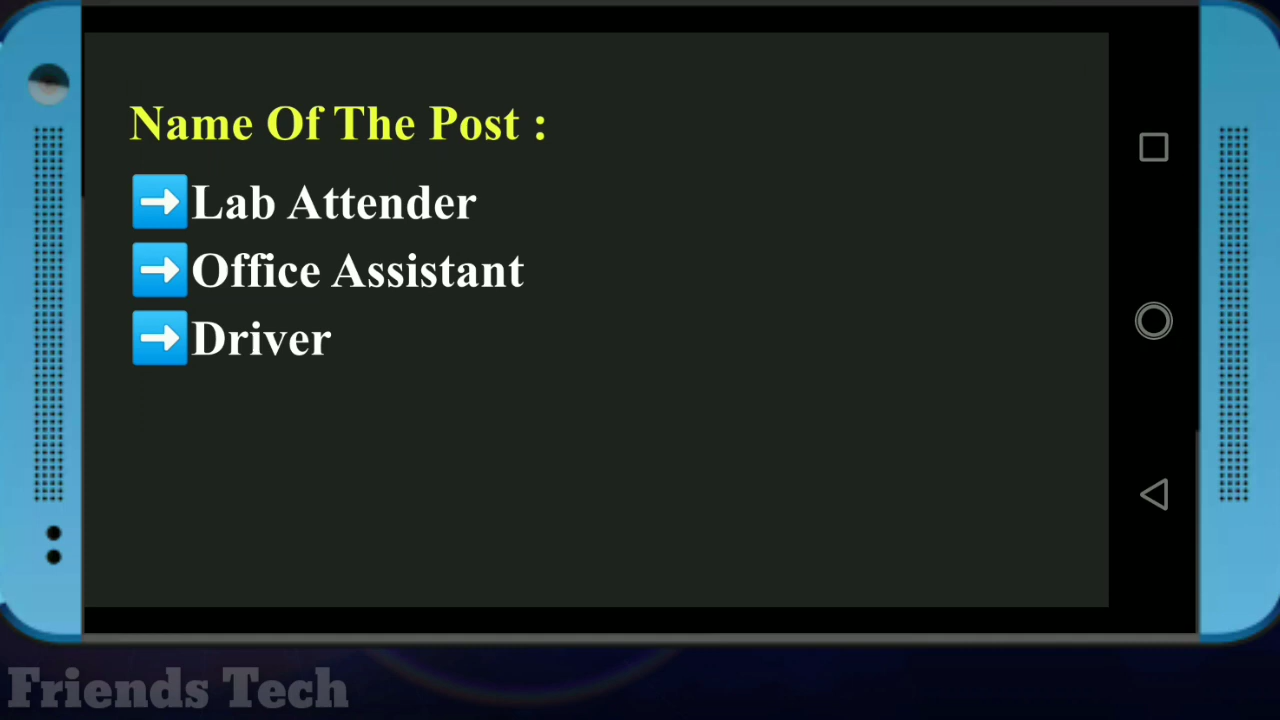 Name Of The Post :
➡Lab Attender
➡Office Assistant
➡Driver
Friends Tech